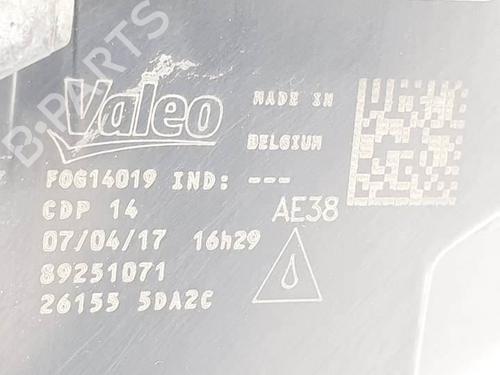 B-PARTS
Valeo
MADE IN
BELGIUM
FOG14019 IND: ---
CDP 14
AE38
07/04/17 16h29
89251071
26155 5DA2C